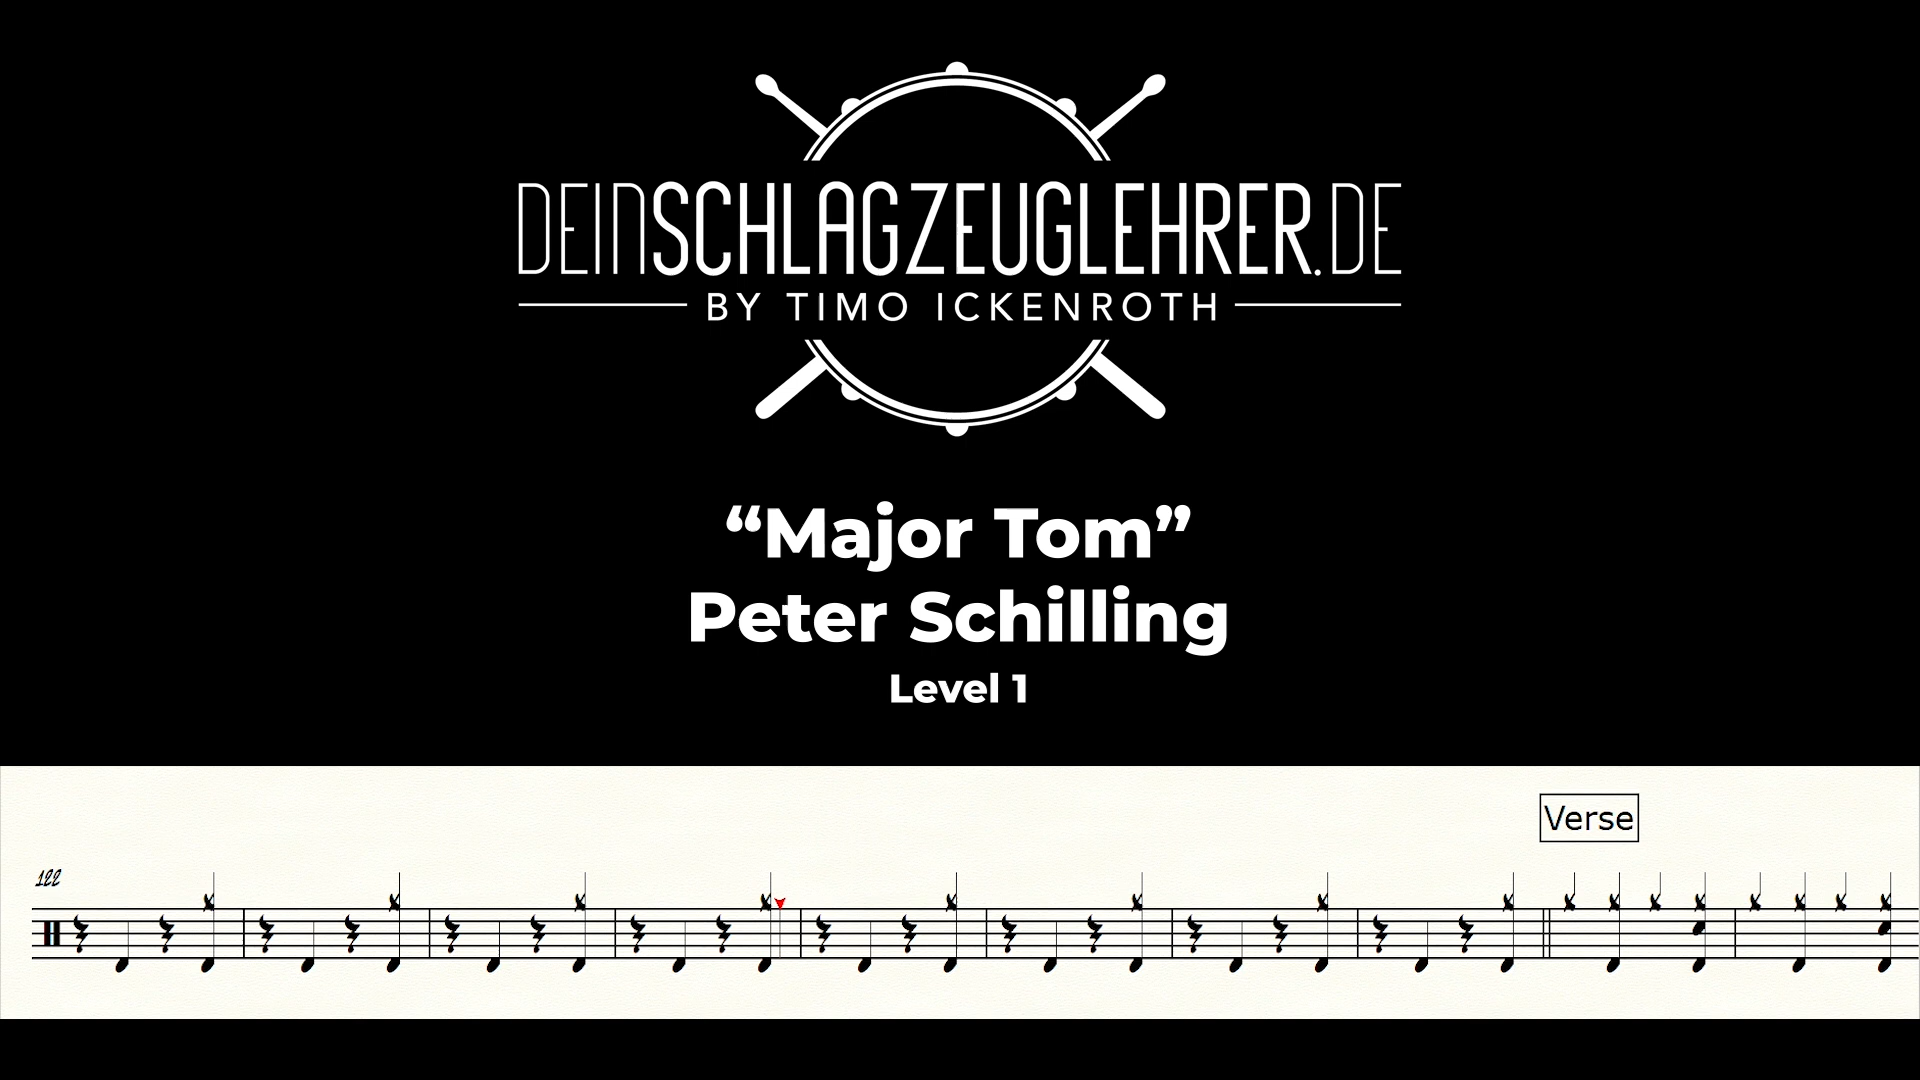 DEINSCHLAGZEUGLEHRER.DE
BY TIMO ICKENROTH
“Major Tom”
Peter Schilling
Level 1
Verse
122